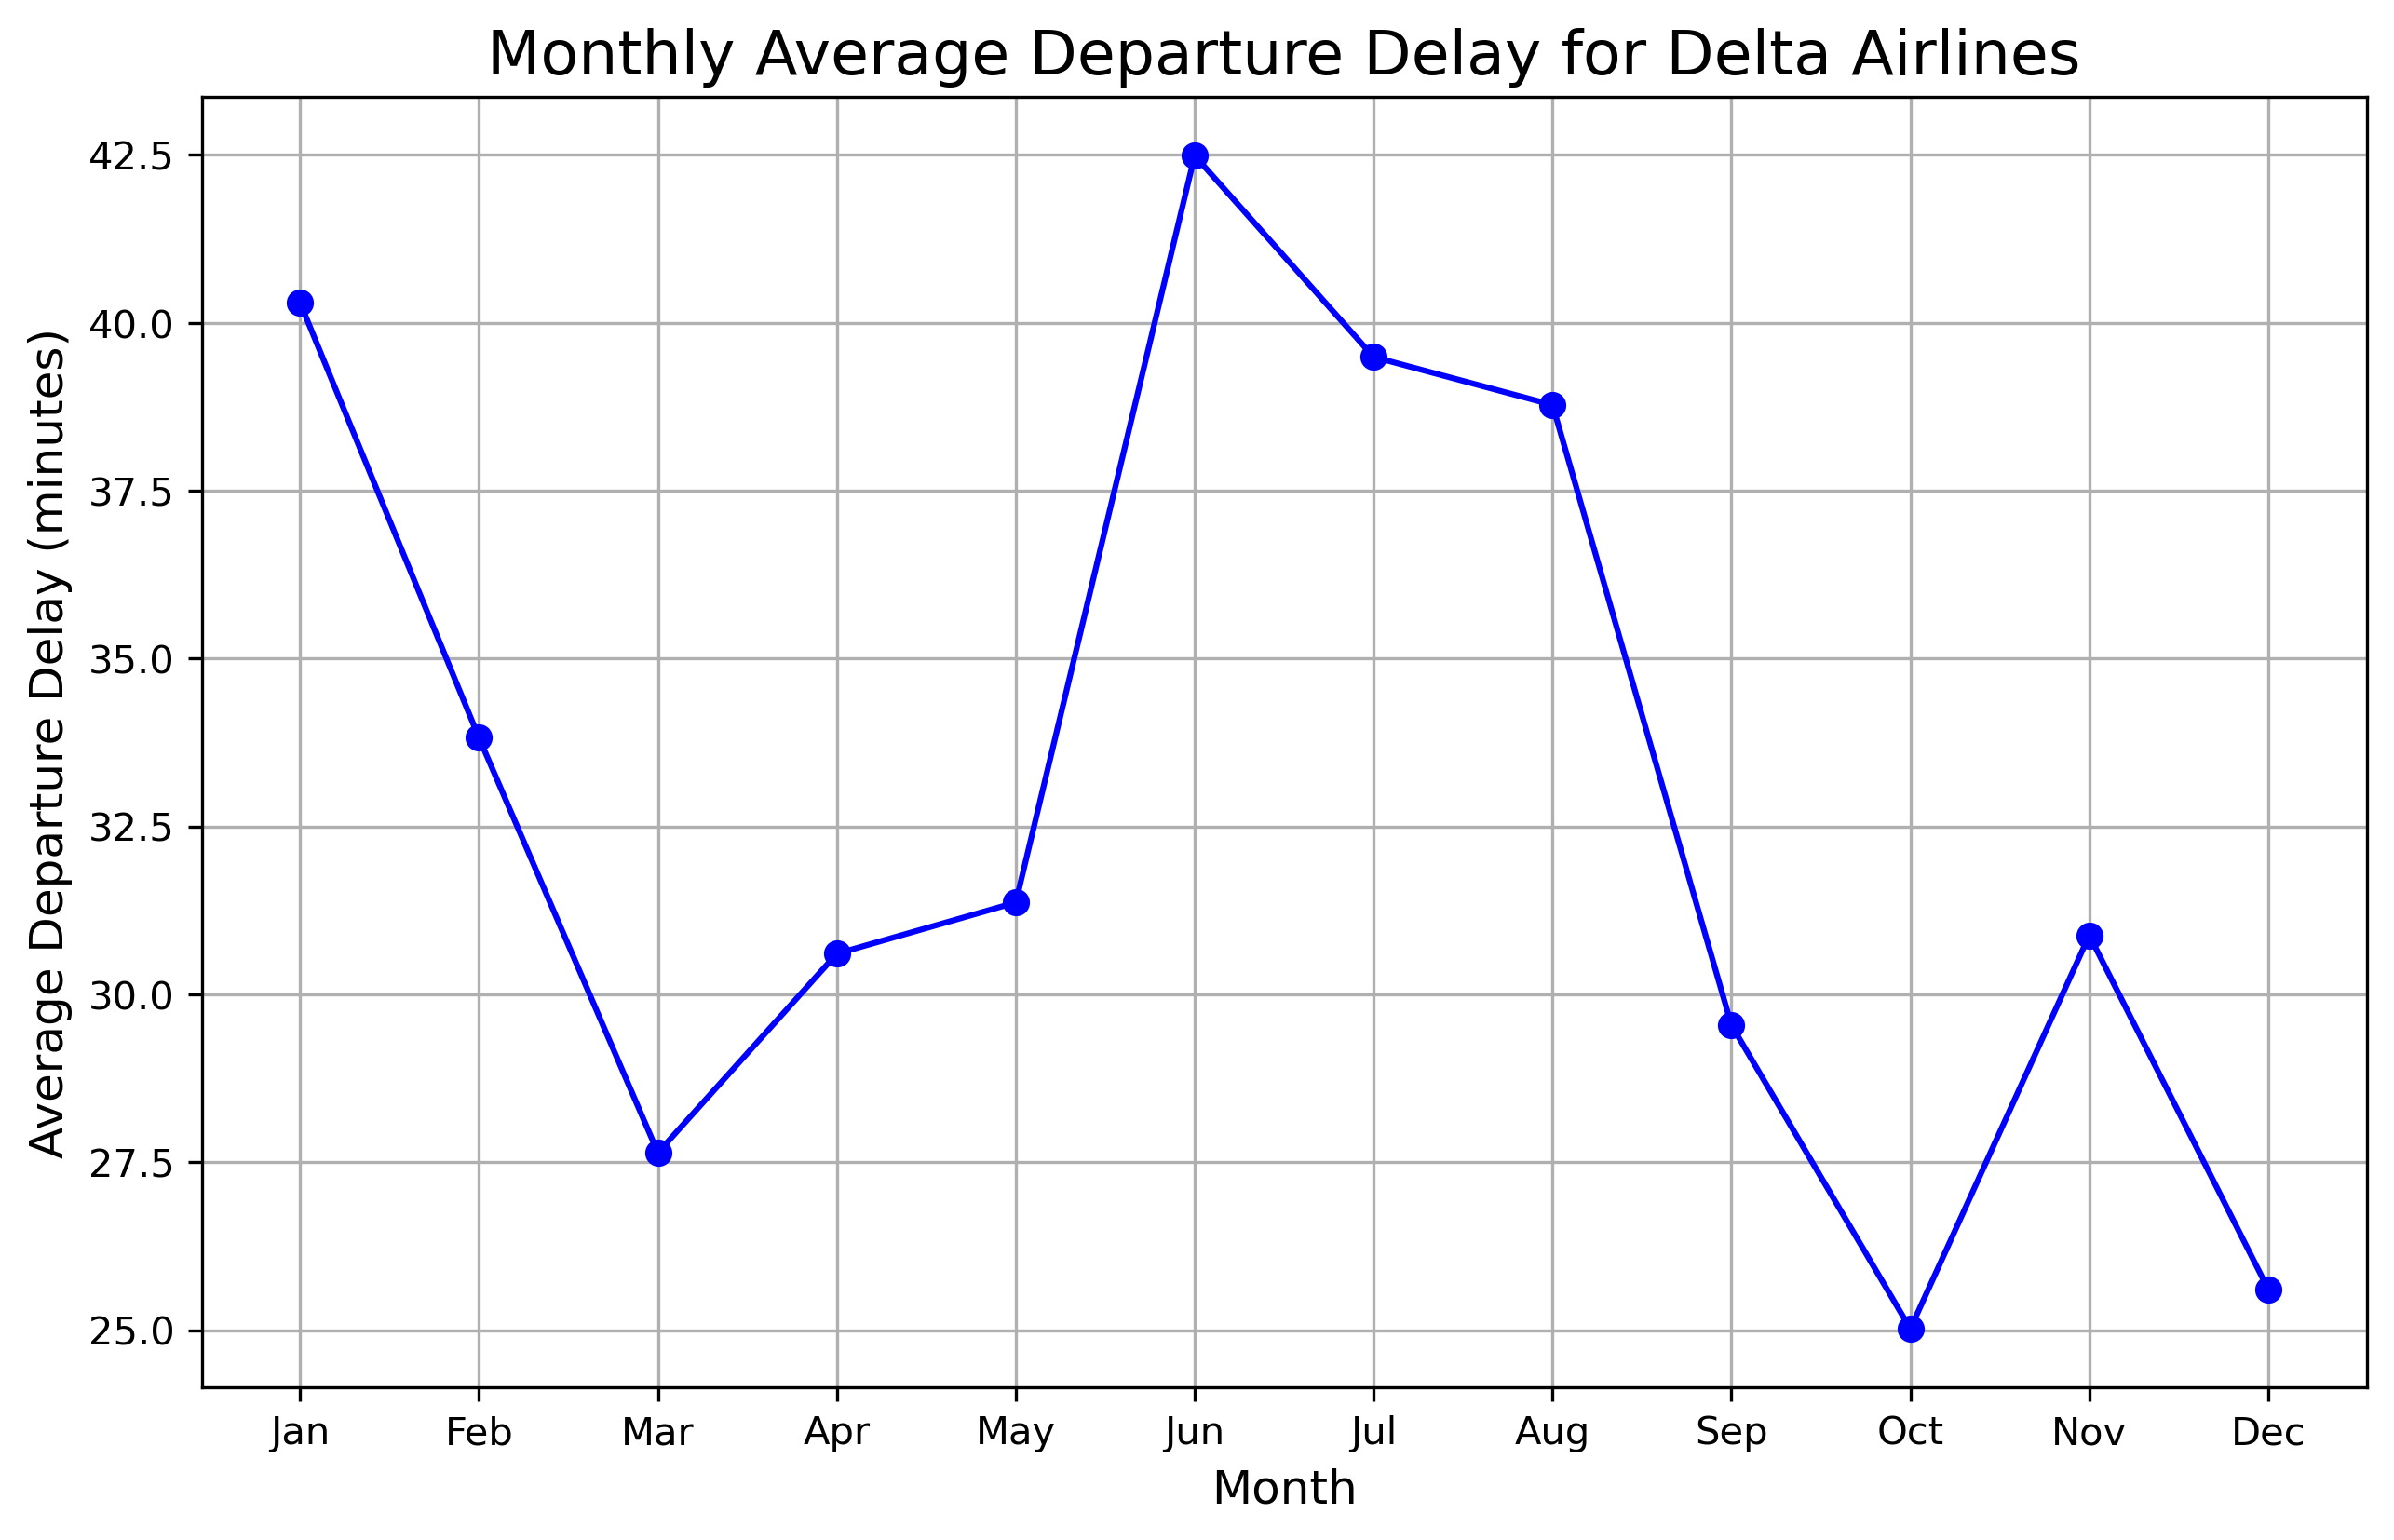 Monthly Average Departure Delay for Delta Airlines
Average Departure Delay (minutes)
42.5
40.0
37.5
35.0
32.5
30.0
27.5
25.0
Jan Feb Mar Apr May Jun Jul Aug Sep Oct Nov Dec
Month